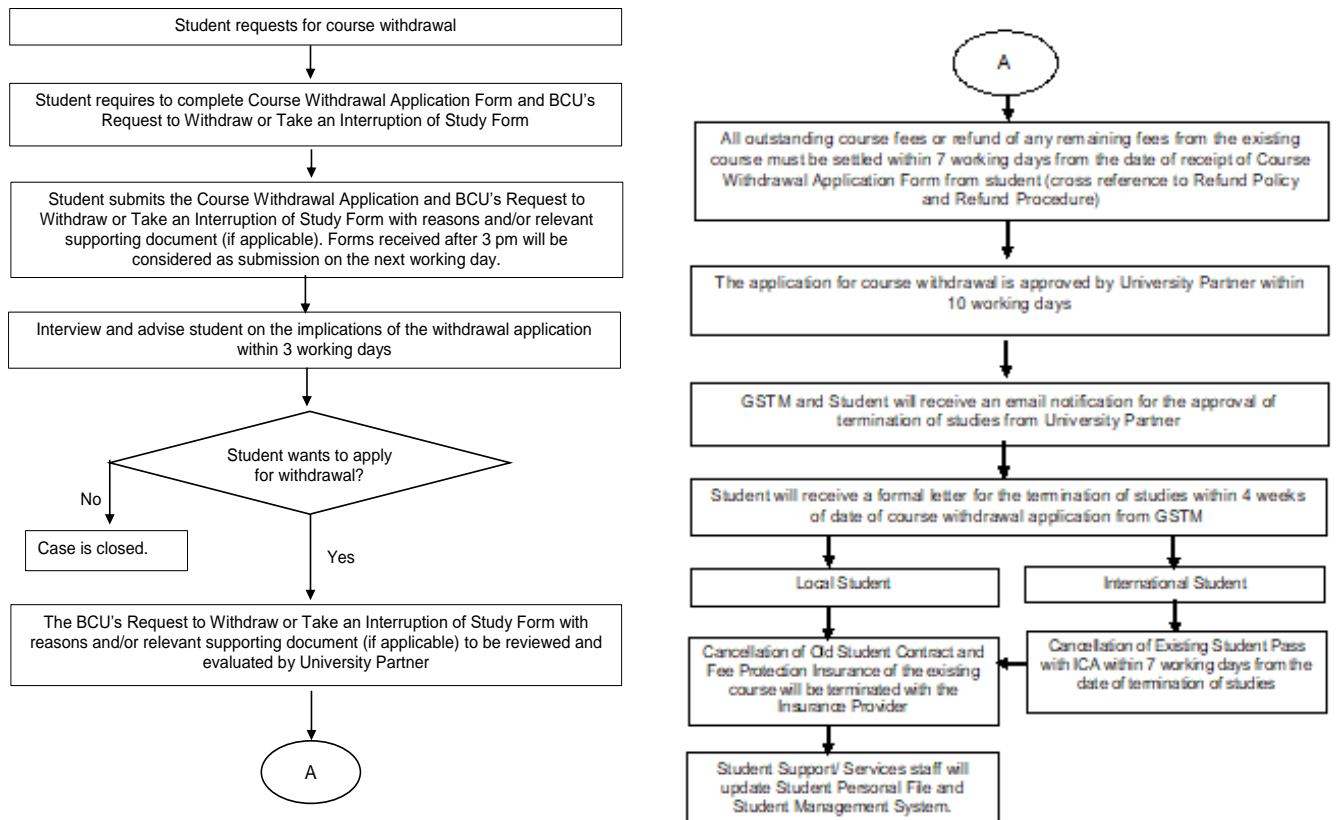 Student requests for course withdrawal
Student requires to complete Course Withdrawal Application Form and BCU's
Request to Withdraw or Take an Interruption of Study Form
Student submits the Course Withdrawal Application and BCU's Request to
Withdraw or Take an Interruption of Study Form with reasons and/or relevant
supporting document (if applicable). Forms received after 3 pm will be
considered as submission on the next working day.
Interview and advise student on the implications of the withdrawal application
within 3 working days
Student wants to apply
for withdrawal?
No
Case is closed.
Yes
The BCU's Request to Withdraw or Take an Interruption of Study Form with
reasons and/or relevant supporting document (if applicable) to be reviewed and
evaluated by University Partner
A
A
All outstanding course fees or refund of any remaining fees from the existing
course must be settled within 7 working days from the date of receipt of Course
Withdrawal Application Form from student (cross reference to Refund Policy
and Refund Procedure)
The application for course withdrawal is approved by University Partner within
10 working days
GSTM and Student will receive an email notification for the approval of
termination of studies from University Partner
Student will receive a formal letter for the termination of studies within 4 weeks
of date of course withdrawal application from GSTM
Local Student
International Student
Cancellation of Old Student Contract and
Fee Protection Insurance of the existing
course will be terminated with the
Insurance Provider
Cancellation of Existing Student Pass
with ICA within 7 working days from the
date of termination of studies
Student Support/ Services staff will
update Student Personal File and
Student Management System.